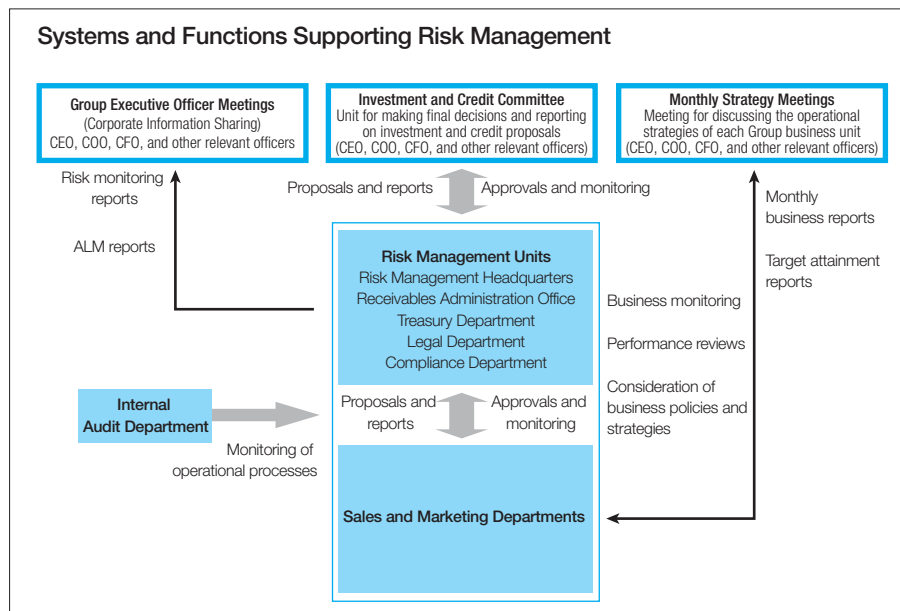 Systems and Functions Supporting Risk Management
Group Executive Officer Meetings
(Corporate Information Sharing)
CEO, COO, CFO, and other relevant officers
Investment and Credit Committee
Unit for making final decisions and reporting
on investment and credit proposals
(CEO, COO, CFO, and other relevant officers)
Monthly Strategy Meetings
Meeting for discussing the operational
strategies of each Group business unit
(CEO, COO, CFO, and other relevant officers)
Risk monitoring
reports
ALM reports
Proposals and reports
Approvals and monitoring
Monthly
business reports
Target attainment
reports
Risk Management Units
Risk Management Headquarters
Receivables Administration Office
Treasury Department
Legal Department
Compliance Department
Business monitoring
Performance reviews
Consideration of
business policies and
strategies
Internal
Audit Department
Monitoring of
operational processes
Proposals and
reports
Approvals and
monitoring
Sales and Marketing Departments